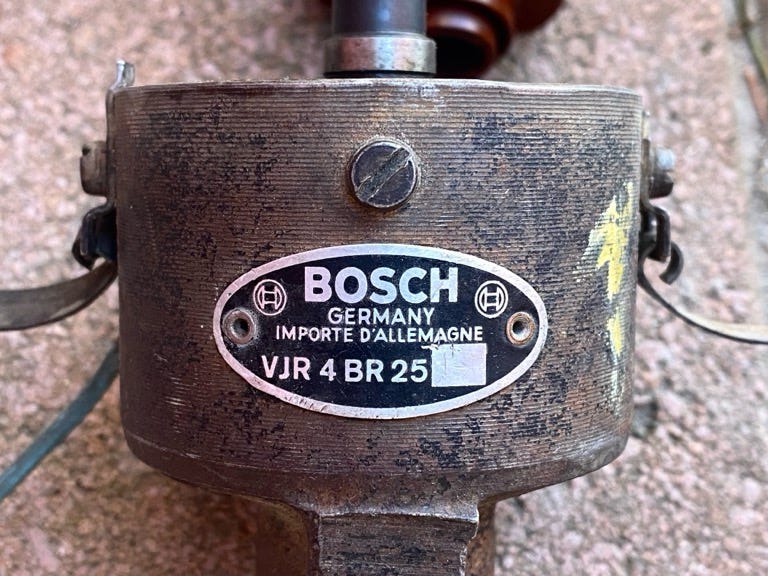 BOSCH
GERMANY
IMPORTE D'ALLEMAGNE
VJR 4 BR 25